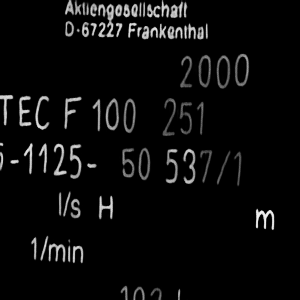 Aktiengesellschaft
D-67227 Frankenthal
2000
TEC F 100 251
-1125- 50 537/1
l/s H m
1/min